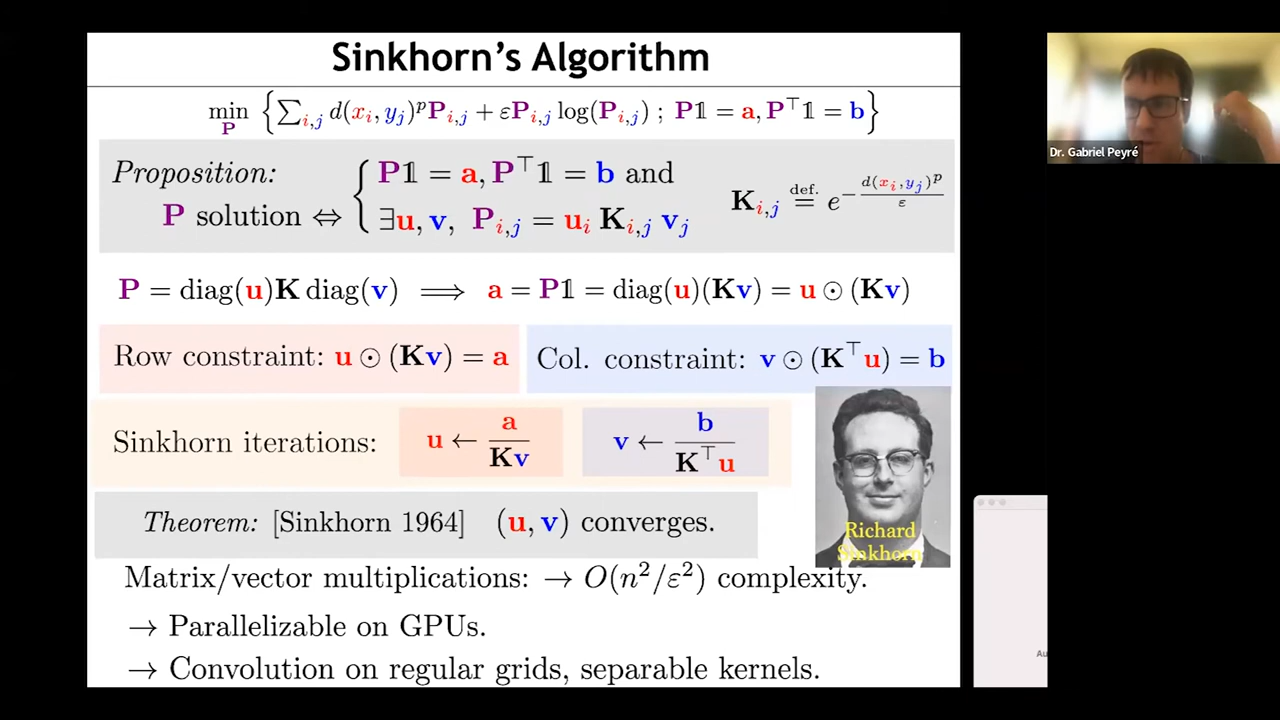 Sinkhorn's Algorithm
min_P {∑_{i,j} d(x_i, y_j)^p P_{i,j} + εP_{i,j} log(P_{i,j}) ; P𝟙 = a, P^⊤𝟙 = b}
Proposition:
P solution ⇔ { P𝟙 = a, P^⊤𝟙 = b and
∃u, v, P_{i,j} = u_i K_{i,j} v_j
K_{i,j} def. = e^{-d(x_i,y_j)^p / ε}
P = diag(u)K diag(v) ⟹ a = P𝟙 = diag(u)(Kv) = u ⊙ (Kv)
Row constraint: u ⊙ (Kv) = a
Col. constraint: v ⊙ (K^⊤u) = b
Sinkhorn iterations: u ← a / Kv v ← b / K^⊤u
Theorem: [Sinkhorn 1964] (u, v) converges.
Richard
Sinkhorn
Matrix/vector multiplications: → O(n²/ε²) complexity.
→ Parallelizable on GPUs.
→ Convolution on regular grids, separable kernels.
Dr. Gabriel Peyré
Au